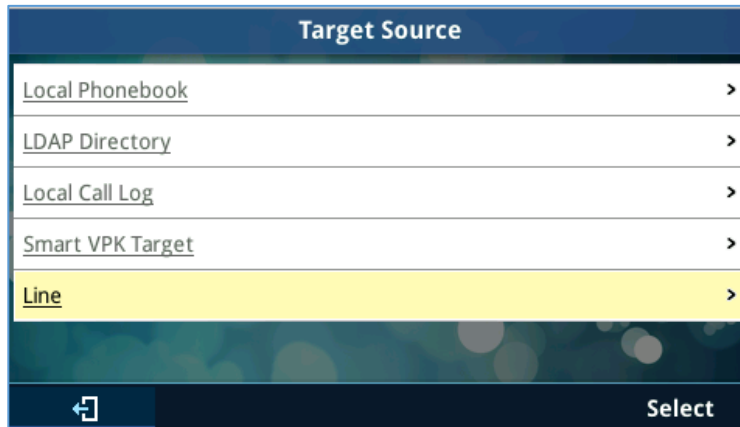 Target Source
Local Phonebook
LDAP Directory
Local Call Log
Smart VPK Target
Line
Select